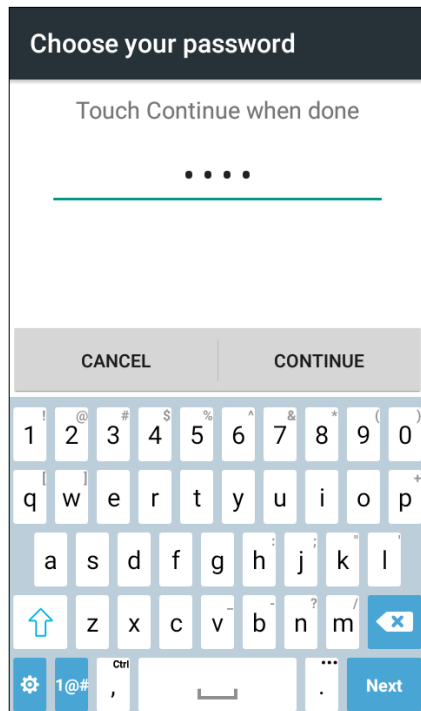 Choose your password
Touch Continue when done
••••
CANCEL CONTINUE
! @ # $ % ^ & * ( )
1 2 3 4 5 6 7 8 9 0
[ ] +
q w e r t y u i o p
: ; " '
a s d f g h j k l
_ - ? /
z x c v b n m
Ctrl •••
1@# , . Next